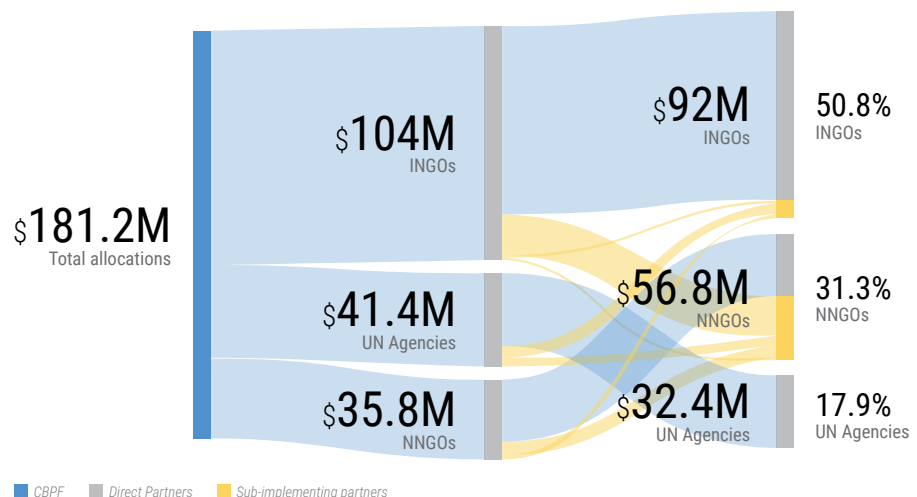 $181.2M
Total allocations
$104M
INGOs
$41.4M
UN Agencies
$35.8M
NNGOs
$92M
INGOs
$56.8M
NNGOs
$32.4M
UN Agencies
50.8%
INGOs
31.3%
NNGOs
17.9%
UN Agencies
CBPF Direct Partners Sub-implementing partners